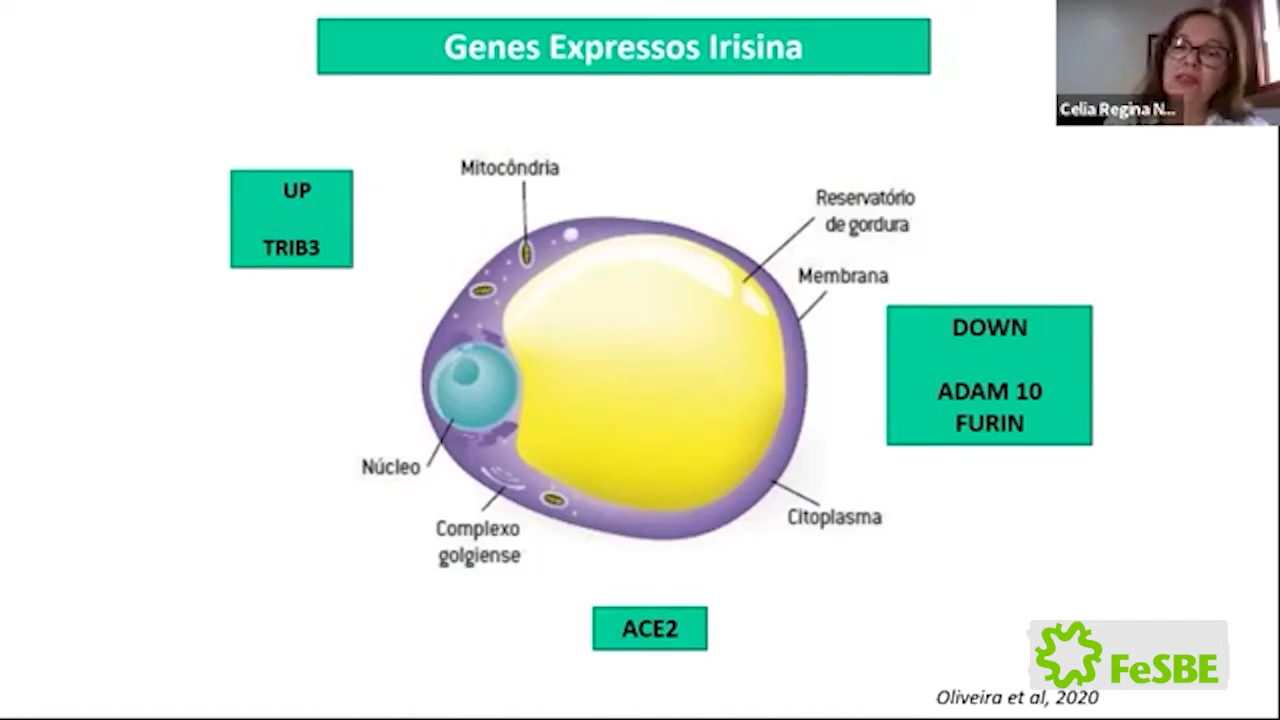 Genes Expressos Irisina
Celia Regina N...
Mitocôndria
UP
TRIB3
Reservatório
de gordura
Membrana
DOWN
ADAM 10
FURIN
Núcleo
Citoplasma
Complexo
golgiense
ACE2
FeSBE
Oliveira et al, 2020